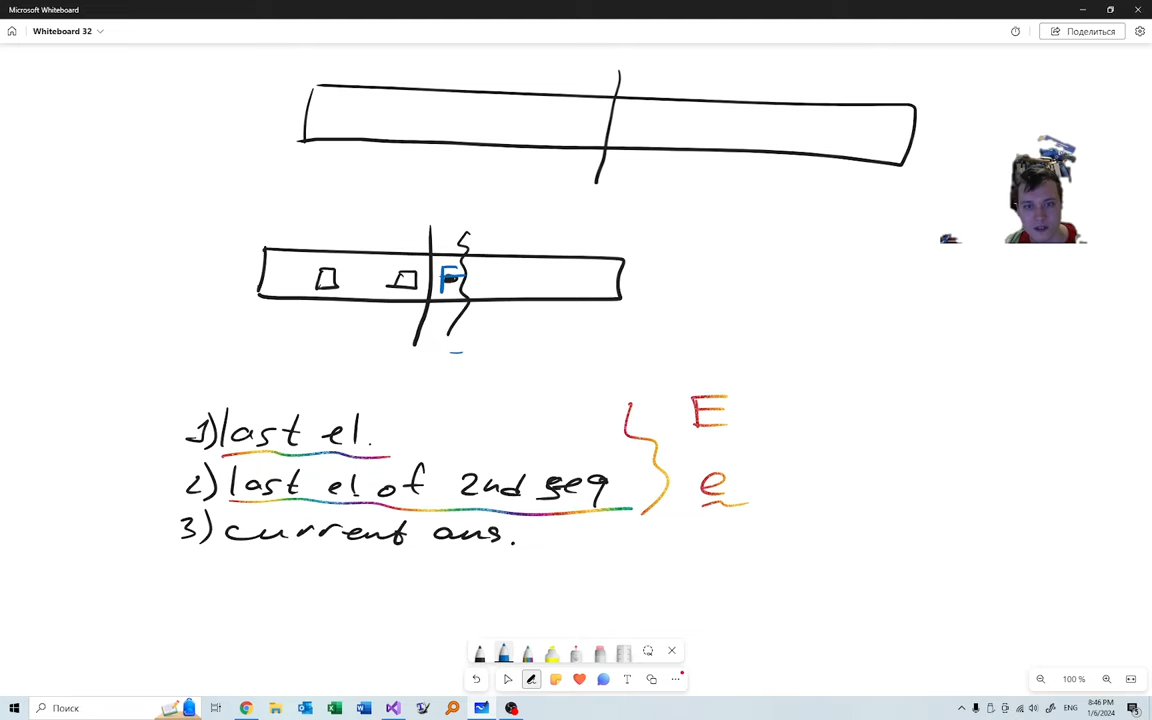 Microsoft Whiteboard
Whiteboard 32
Поделиться
F
1) last el.
E
2) last el of 2nd seq
e
3) current ans.
100 %
Поиск
ENG
8:46 PM
1/6/2024
5